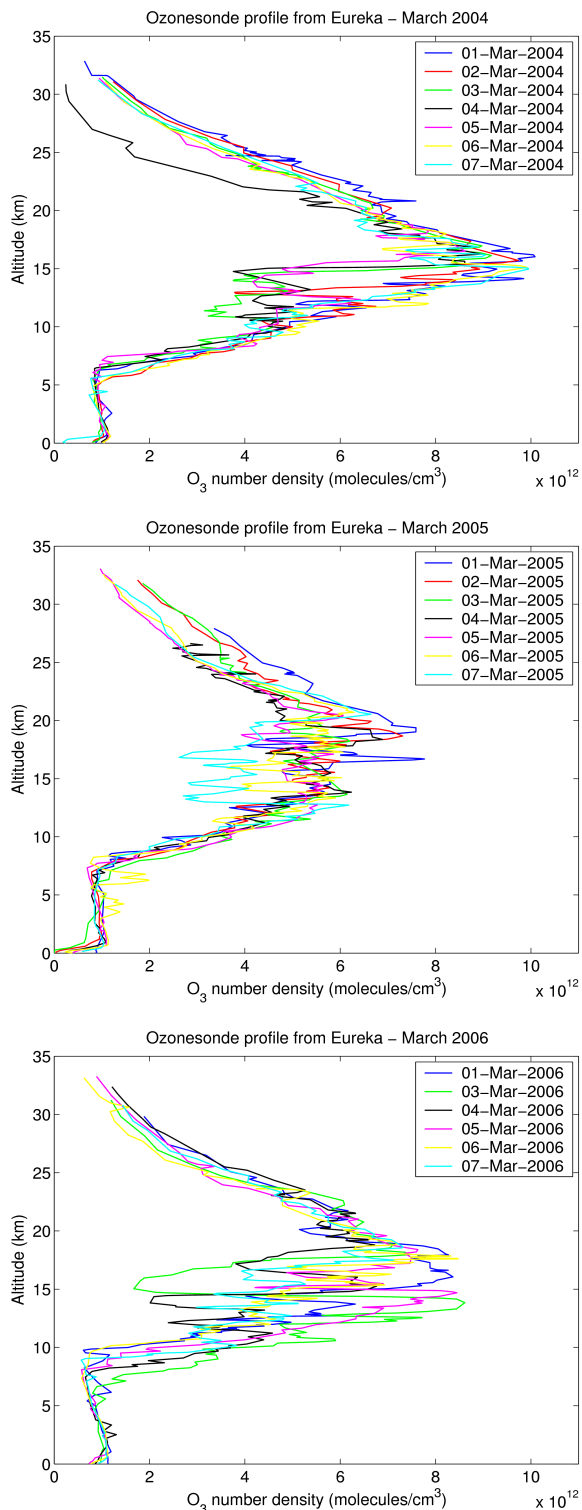 Ozonesonde profile from Eureka − March 2004
35
30
25
20
15
10
5
0
Altitude (km)
01−Mar−2004
02−Mar−2004
03−Mar−2004
04−Mar−2004
05−Mar−2004
06−Mar−2004
07−Mar−2004
0 2 4 6 8 10
x 10¹²
O₃ number density (molecules/cm³)
Ozonesonde profile from Eureka − March 2005
35
30
25
20
15
10
5
0
Altitude (km)
01−Mar−2005
02−Mar−2005
03−Mar−2005
04−Mar−2005
05−Mar−2005
06−Mar−2005
07−Mar−2005
0 2 4 6 8 10
x 10¹²
O₃ number density (molecules/cm³)
Ozonesonde profile from Eureka − March 2006
35
30
25
20
15
10
5
0
Altitude (km)
01−Mar−2006
03−Mar−2006
04−Mar−2006
05−Mar−2006
06−Mar−2006
07−Mar−2006
0 2 4 6 8 10
x 10¹²
O₃ number density (molecules/cm³)